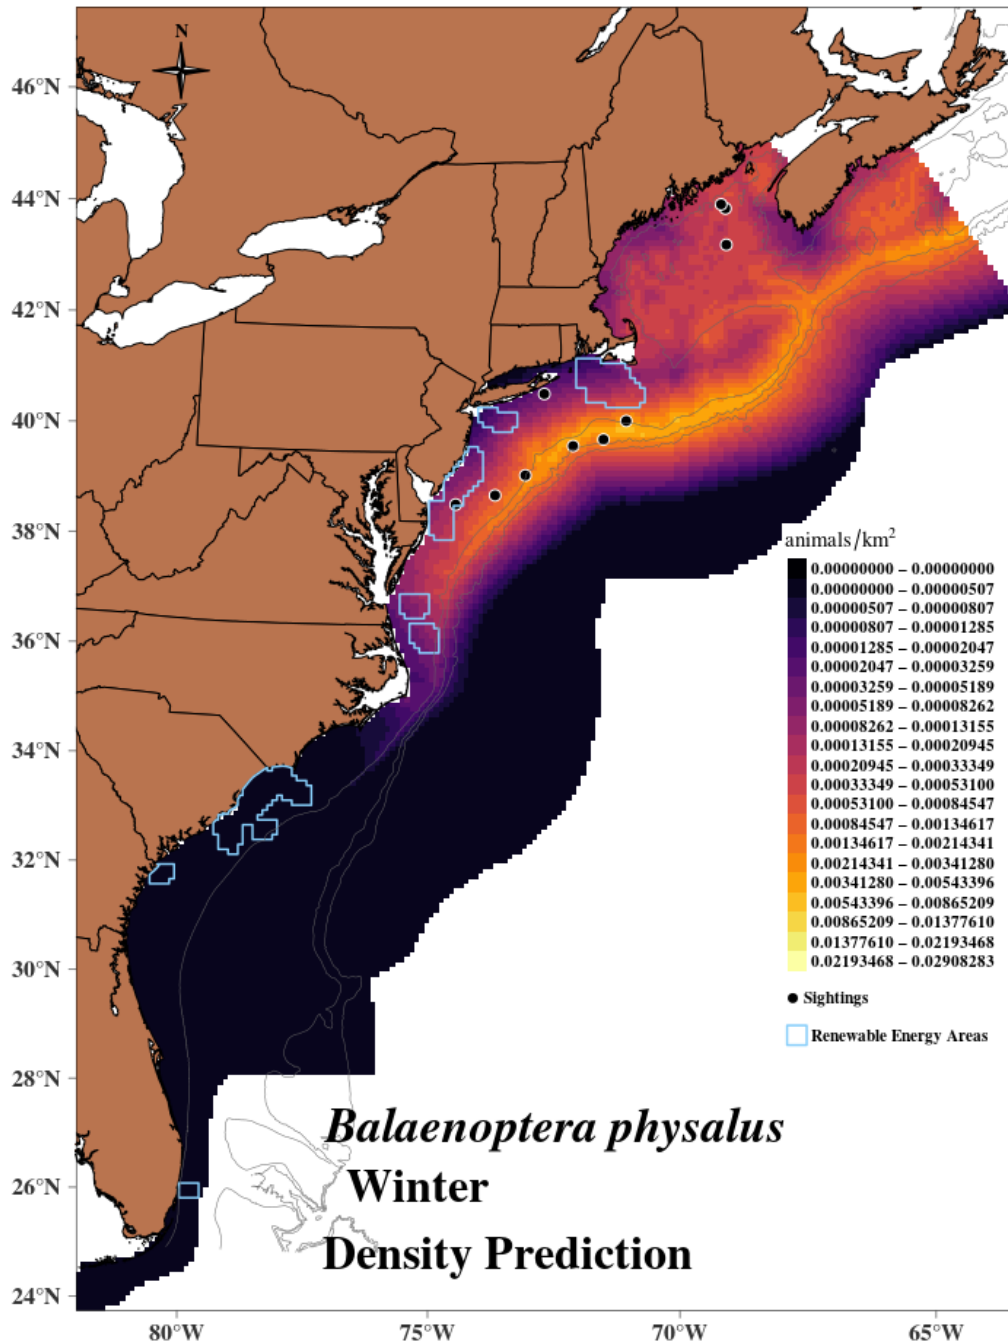 N
46°N
44°N
42°N
40°N
38°N
36°N
34°N
32°N
30°N
28°N
26°N
24°N
animals/km²
0.00000000 – 0.00000000
0.00000000 – 0.00000507
0.00000507 – 0.00000807
0.00000807 – 0.00001285
0.00001285 – 0.00002047
0.00002047 – 0.00003259
0.00003259 – 0.00005189
0.00005189 – 0.00008262
0.00008262 – 0.00013155
0.00013155 – 0.00020945
0.00020945 – 0.00033349
0.00033349 – 0.00053100
0.00053100 – 0.00084547
0.00084547 – 0.00134617
0.00134617 – 0.00214341
0.00214341 – 0.00341280
0.00341280 – 0.00543396
0.00543396 – 0.00865209
0.00865209 – 0.01377610
0.01377610 – 0.02193468
0.02193468 – 0.02908283
Sightings
Renewable Energy Areas
Balaenoptera physalus
Winter
Density Prediction
80°W 75°W 70°W 65°W